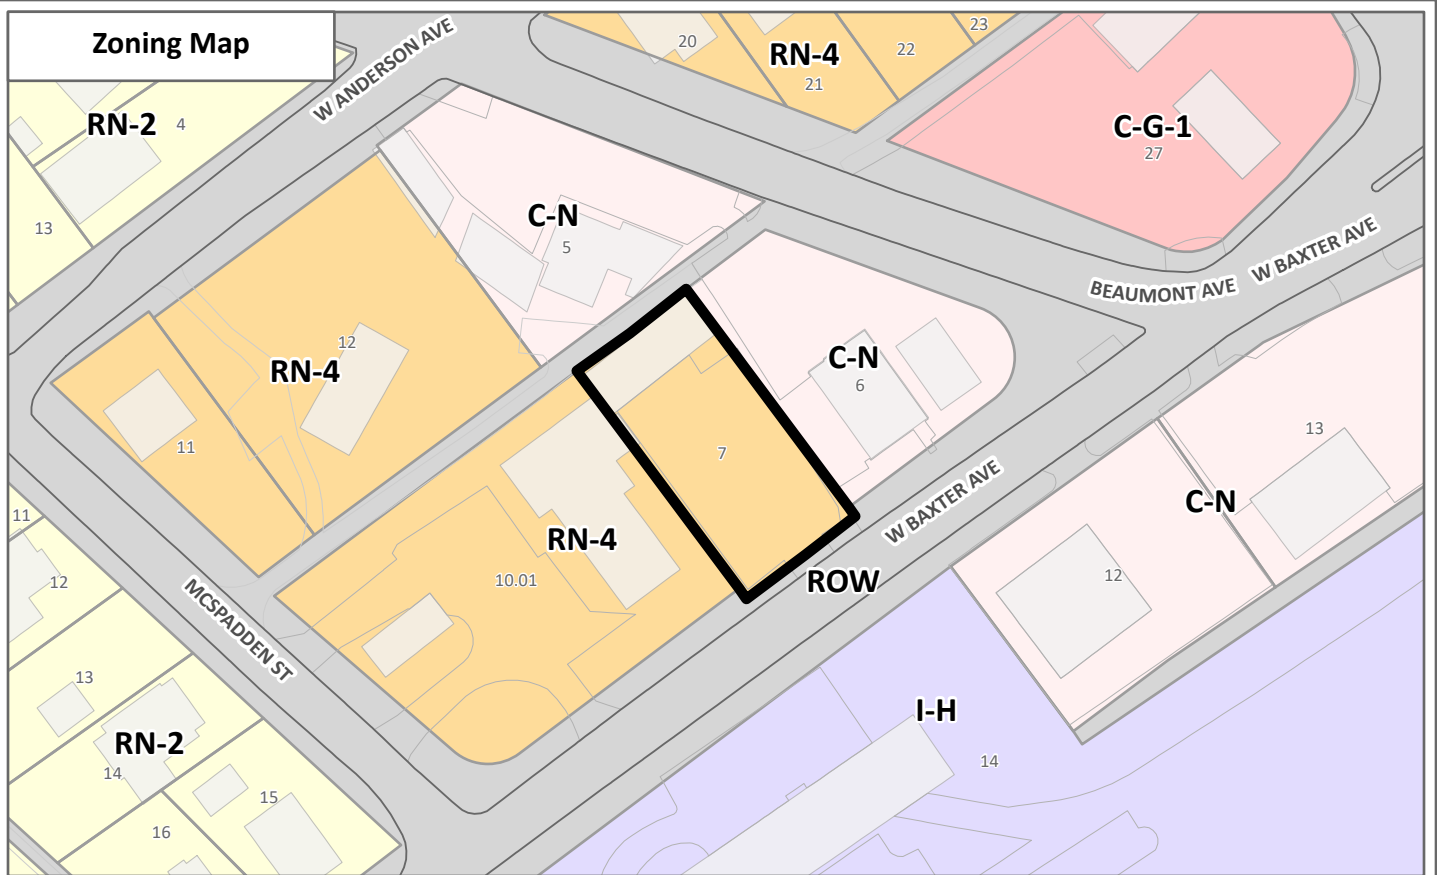 Zoning Map
W ANDERSON AVE
23
20
RN-4
22
21
RN-2
4
C-G-1
27
13
C-N
5
W BAXTER AVE
BEAUMONT AVE
12
RN-4
C-N
6
11
7
13
C-N
W BAXTER AVE
11
RN-4
10.01
ROW
12
12
MCSPADDEN ST
13
I-H
RN-2
14
14
15
16